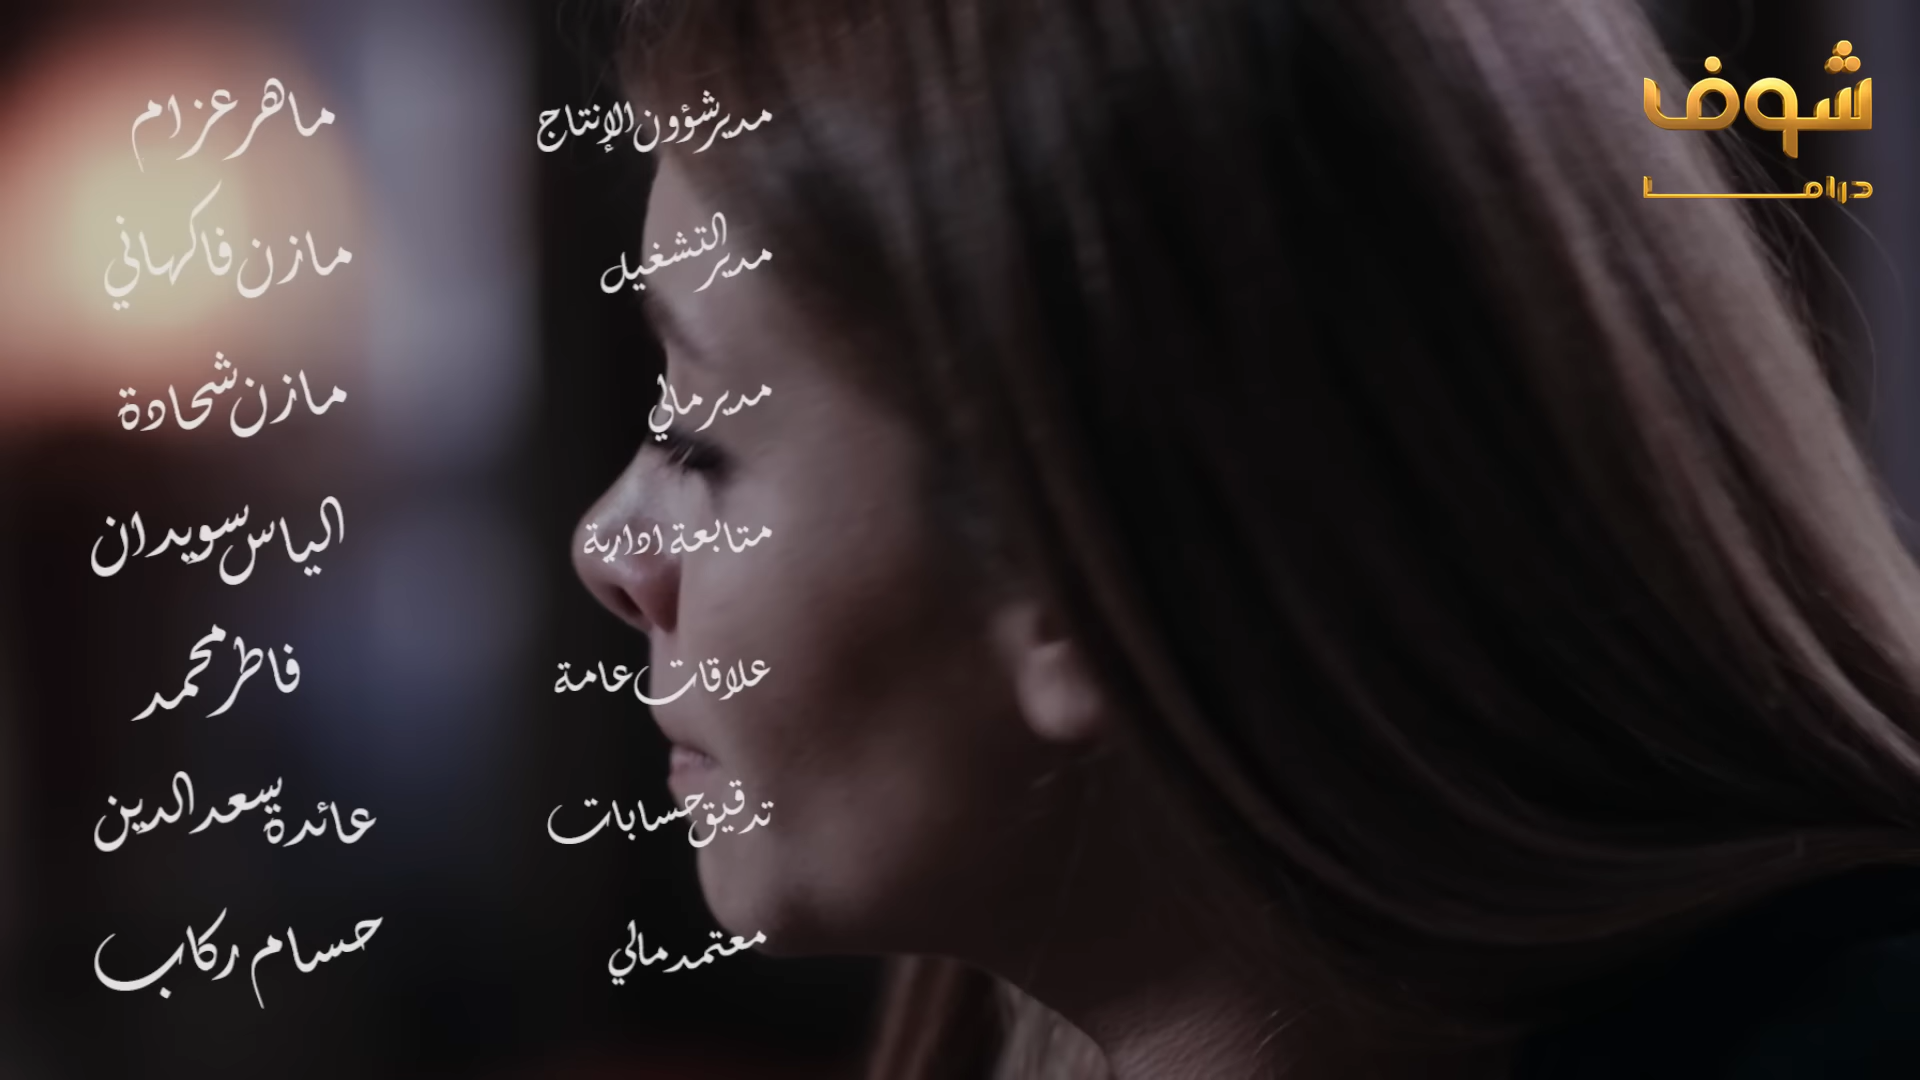 شوف
دراما
مدير شؤون الإنتاج ماهر عزام
مدير التشغيل مازن فاكهاني
مدير مالي مازن شحادة
متابعة ادارية الياس سويدان
علاقات عامة فاطر محمد
تدقيق حسابات عائدة سعد الدين
معتمد مالي حسام ركاب